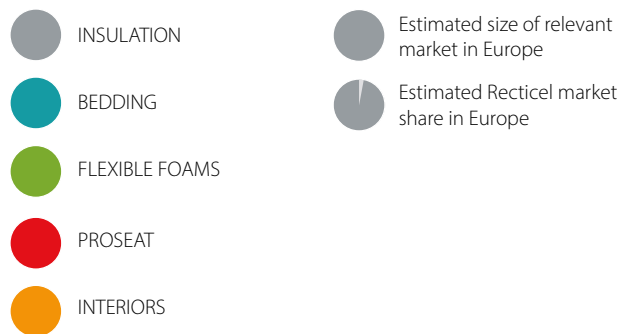 INSULATION
BEDDING
FLEXIBLE FOAMS
PROSEAT
INTERIORS
Estimated size of relevant
market in Europe
Estimated Recticel market
share in Europe